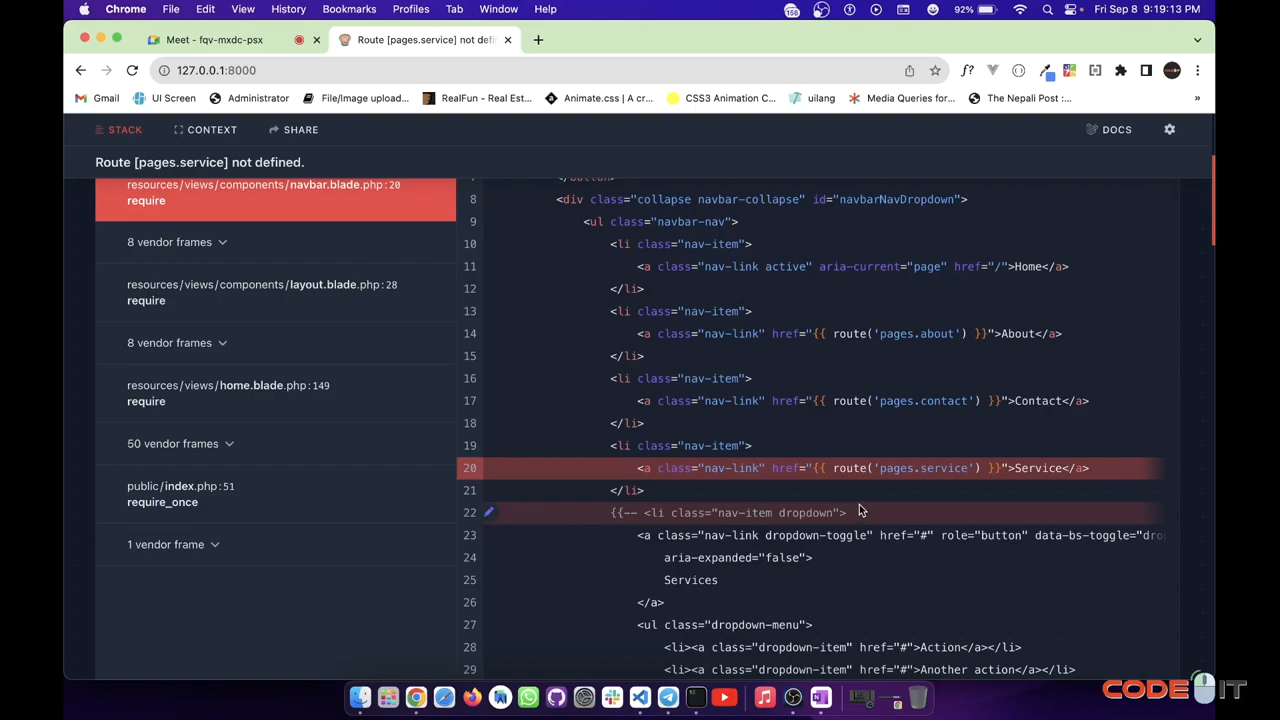 Chrome File Edit View History Bookmarks Profiles Tab Window Help 156 92% Fri Sep 8 9:19:13 PM
Meet - fqv-mxdc-psx
Route [pages.service] not defin
127.0.0.1:8000
f?
Gmail UI Screen Administrator File/Image upload... RealFun - Real Est... Animate.css | A cr... CSS3 Animation C... uilang Media Queries for... The Nepali Post :... »
STACK CONTEXT SHARE DOCS
Route [pages.service] not defined.
resources/views/components/navbar.blade.php:20
require
8 vendor frames
resources/views/components/layout.blade.php:28
require
8 vendor frames
resources/views/home.blade.php:149
require
50 vendor frames
public/index.php:51
require_once
1 vendor frame
7 </button>
8 <div class="collapse navbar-collapse" id="navbarNavDropdown">
9 <ul class="navbar-nav">
10 <li class="nav-item">
11 <a class="nav-link active" aria-current="page" href="/">Home</a>
12 </li>
13 <li class="nav-item">
14 <a class="nav-link" href="{{ route('pages.about') }}">About</a>
15 </li>
16 <li class="nav-item">
17 <a class="nav-link" href="{{ route('pages.contact') }}">Contact</a>
18 </li>
19 <li class="nav-item">
20 <a class="nav-link" href="{{ route('pages.service') }}">Service</a>
21 </li>
22 {{-- <li class="nav-item dropdown">
23 <a class="nav-link dropdown-toggle" href="#" role="button" data-bs-toggle="dro
24 aria-expanded="false">
25 Services
26 </a>
27 <ul class="dropdown-menu">
28 <li><a class="dropdown-item" href="#">Action</a></li>
29 <li><a class="dropdown-item" href="#">Another action</a></li>
CODE IT